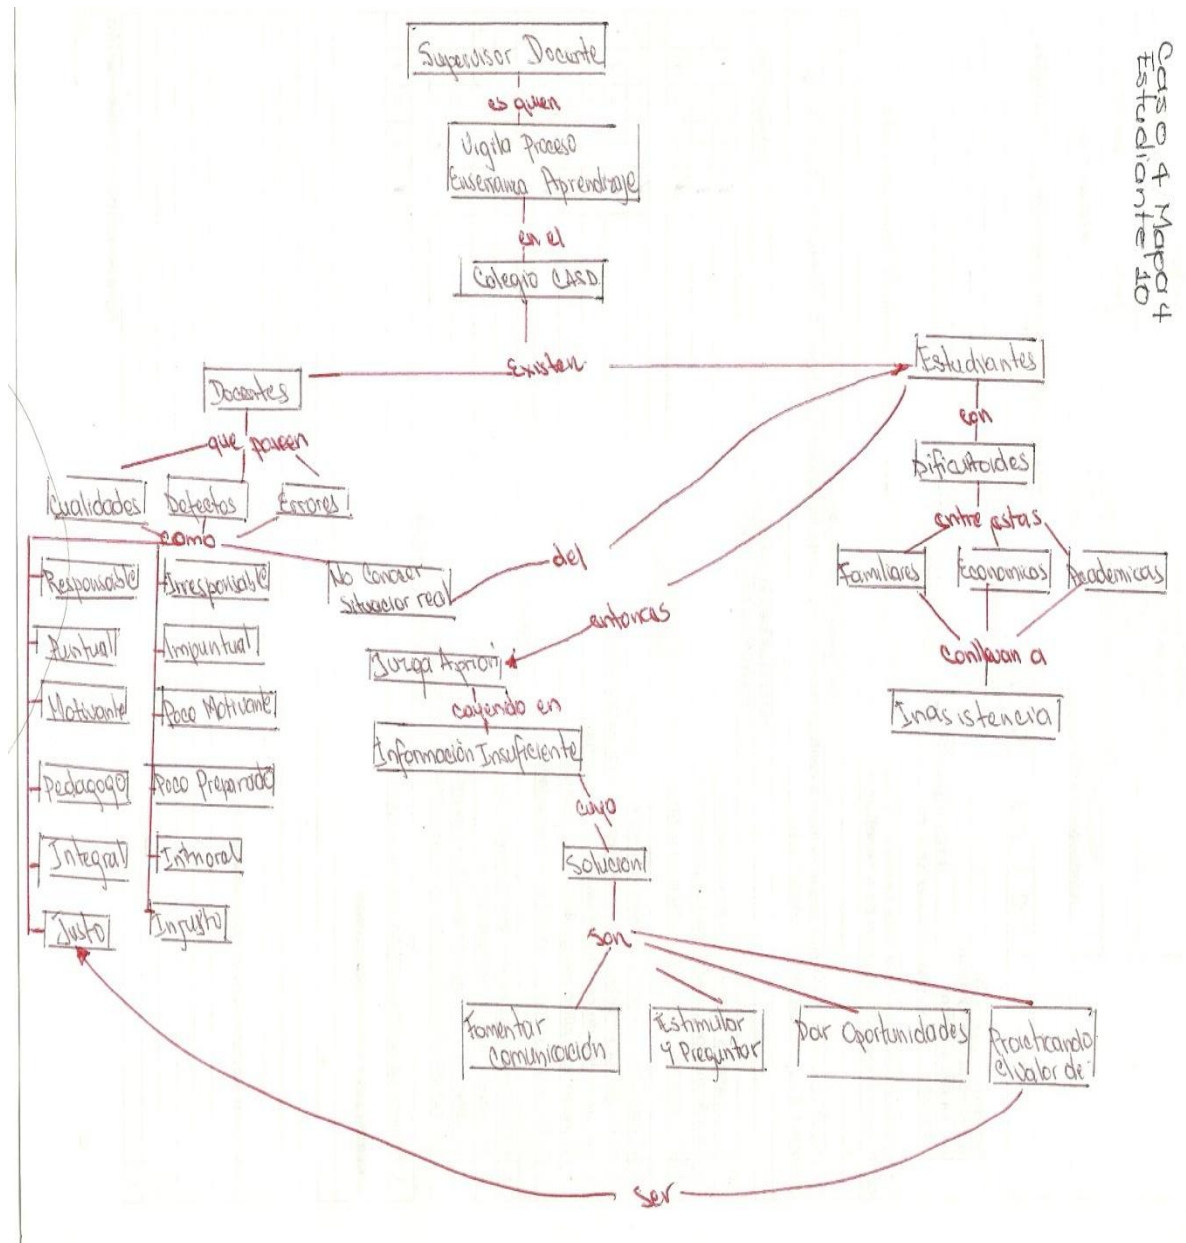 Caso 4 Mapa 4
Estudiante 10
Supervisor Docente
es quien
Vigila Proceso
Enseñanza Aprendizaje
en el
Colegio CASD
Existen
Docentes
Estudiantes
que poseen
con
Cualidades
Defectos
Errores
Dificultades
como
entre estas
Responsable
Irresponsable
No Conocer
Situacion real
del
Familiares
Economicas
Academicas
Puntual
Impuntual
entonces
Juzga Apriori
conllevan a
Motivante
Poco Motivante
cayendo en
Inasistencia
Información Insuficiente
Pedagogo
Poco Preparado
cuyo
Integral
Inmoral
Solucion
Justo
Injusto
Son
Fomentar
Comunicación
Estimular
y Preguntar
Dar Oportunidades
Practicando
el valor de
Ser